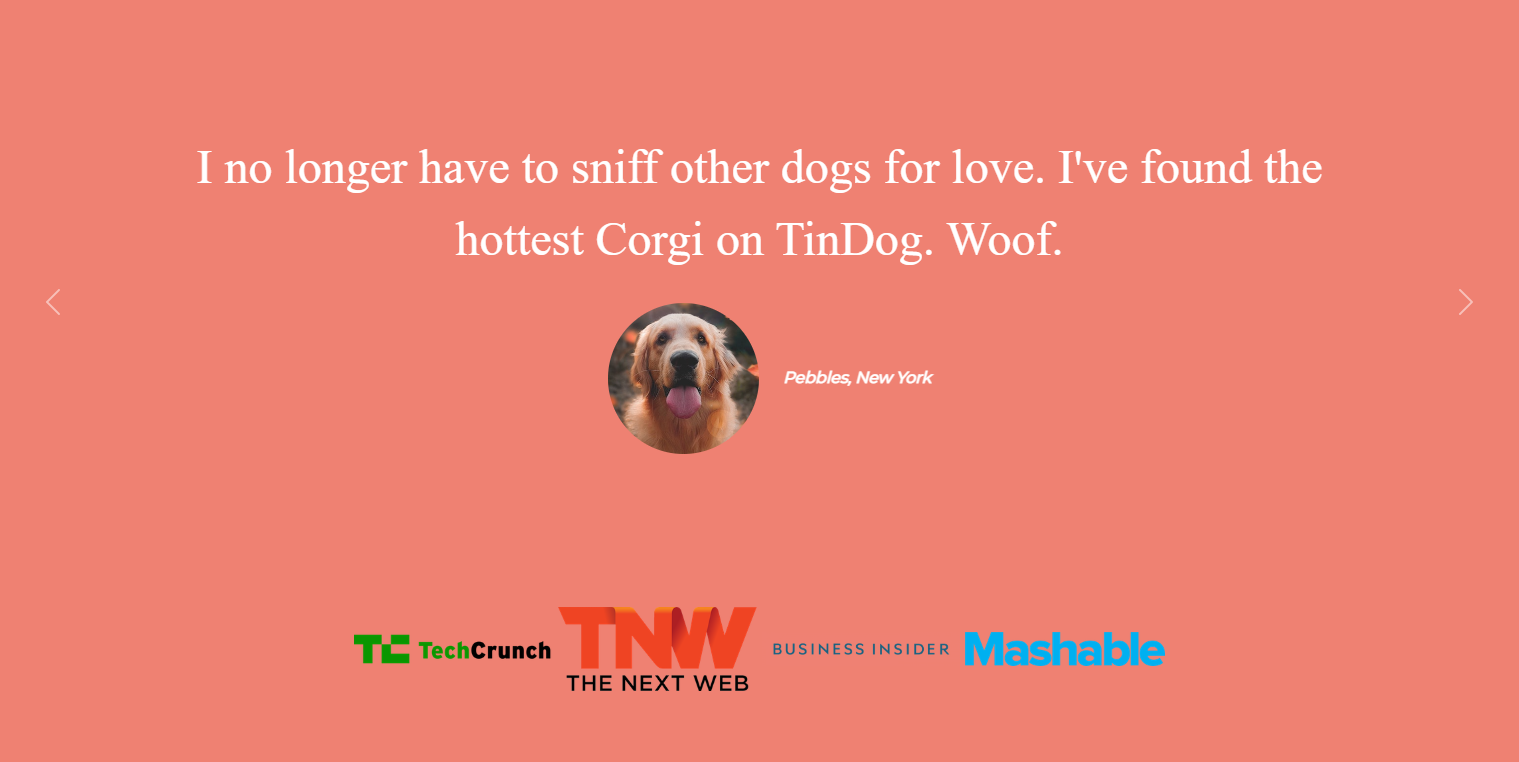 I no longer have to sniff other dogs for love. I've found the
hottest Corgi on TinDog. Woof.
Pebbles, New York
TC TechCrunch
TNW
THE NEXT WEB
BUSINESS INSIDER
Mashable